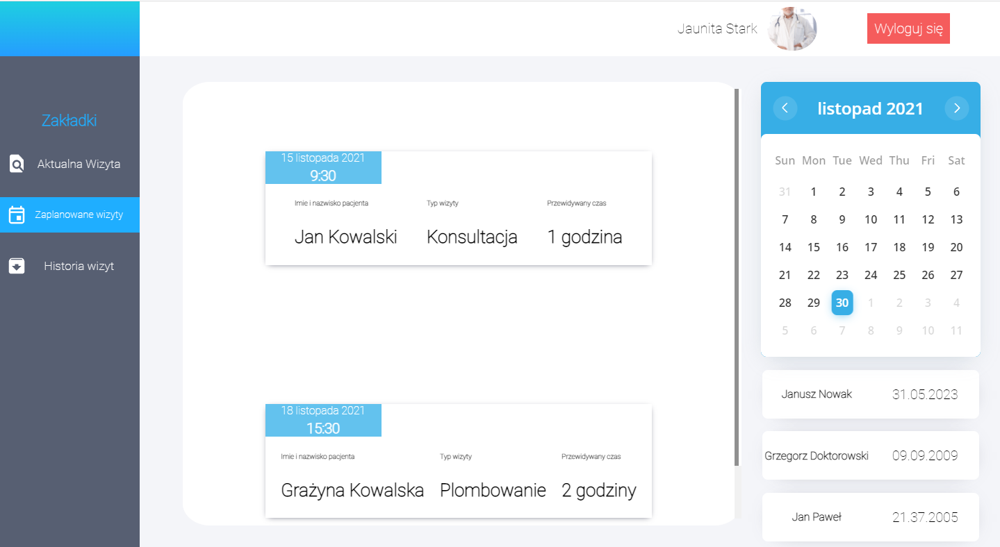 Jaunita Stark
Wyloguj się
Zakładki
Aktualna Wizyta
Zaplanowane wizyty
Historia wizyt
15 listopada 2021
9:30
Imie i nazwisko pacjenta Typ wizyty Przewidywany czas
Jan Kowalski Konsultacja 1 godzina
18 listopada 2021
15:30
Imie i nazwisko pacjenta Typ wizyty Przewidywany czas
Grażyna Kowalska Plombowanie 2 godziny
listopad 2021
Sun Mon Tue Wed Thu Fri Sat
31 1 2 3 4 5 6
7 8 9 10 11 12 13
14 15 16 17 18 19 20
21 22 23 24 25 26 27
28 29 30 1 2 3 4
5 6 7 8 9 10 11
Janusz Nowak 31.05.2023
Grzegorz Doktorowski 09.09.2009
Jan Paweł 21.37.2005